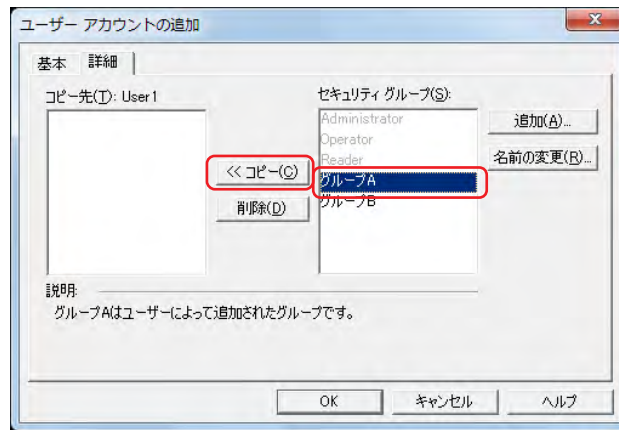 ユーザー アカウントの追加
基本 詳細
コピー先(T): User1
セキュリティ グループ(S):
Administrator
Operator
Reader
グループA
グループB
<< コピー(C)
削除(D)
追加(A)...
名前の変更(R)...
説明:
グループAはユーザーによって追加されたグループです。
OK キャンセル ヘルプ